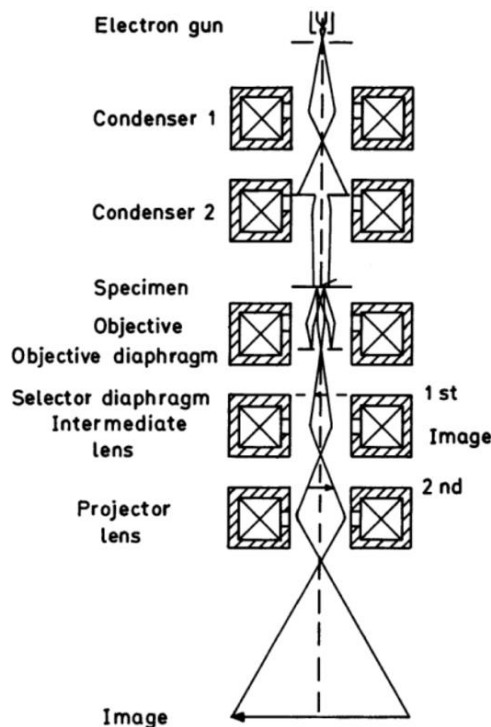 Electron gun
Condenser 1
Condenser 2
Specimen
Objective
Objective diaphragm
Selector diaphragm
1 st
Intermediate
Image
lens
2 nd
Projector
lens
Image